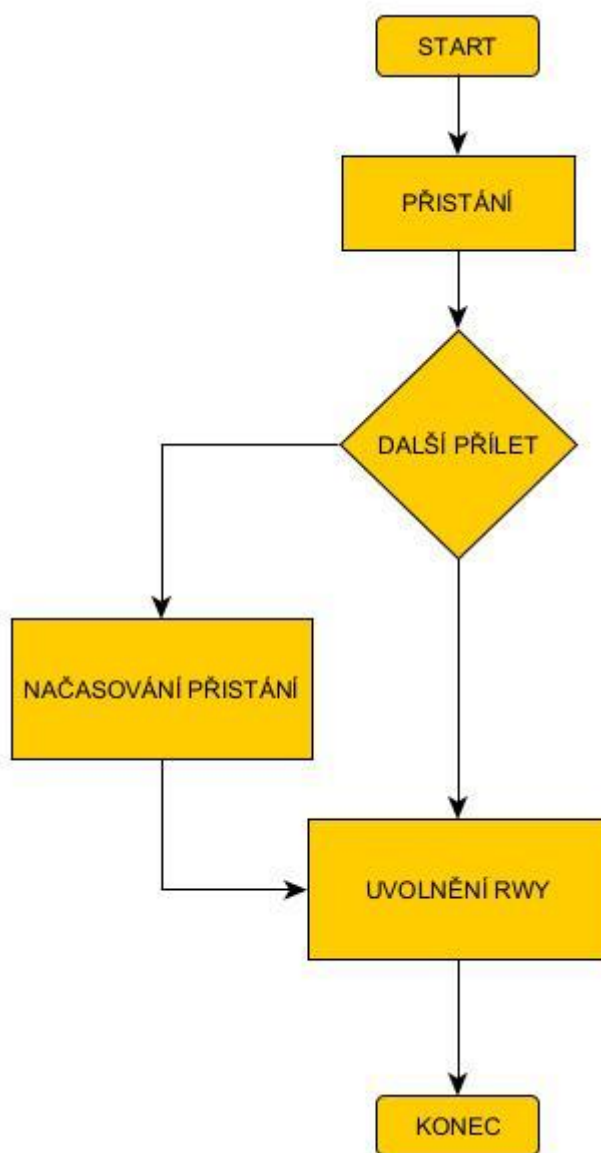 START
PŘISTÁNÍ
DALŠÍ PŘÍLET
NAČASOVÁNÍ PŘISTÁNÍ
UVOLNĚNÍ RWY
KONEC